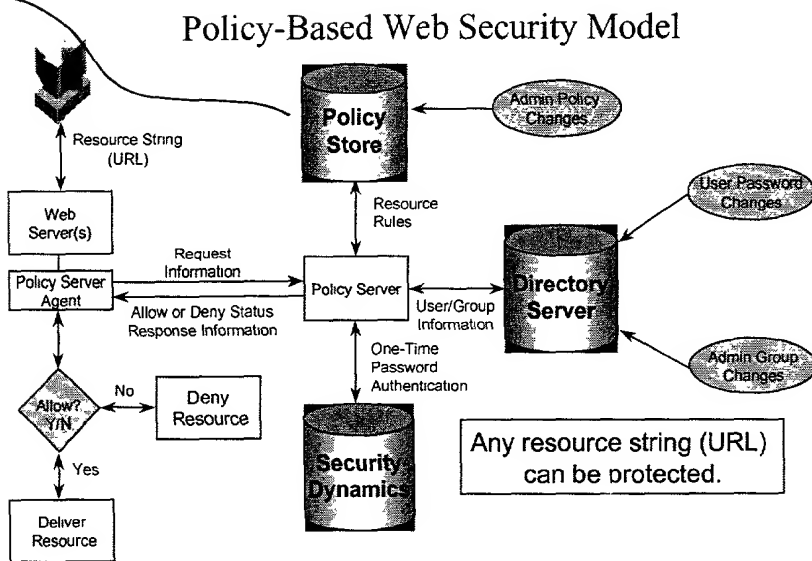 Policy-Based Web Security Model
Resource String
(URL)
Policy
Store
Admin Policy
Changes
Web
Server(s)
Resource
Rules
User Password
Changes
Request
Information
Policy Server
Agent
Policy Server
Directory
Server
Allow or Deny Status
Response Information
User/Group
Information
One-Time
Password
Authentication
Admin Group
Changes
Allow?
Y/N
No
Deny
Resource
Yes
Security
Dynamics
Any resource string (URL)
can be protected.
Deliver
Resource